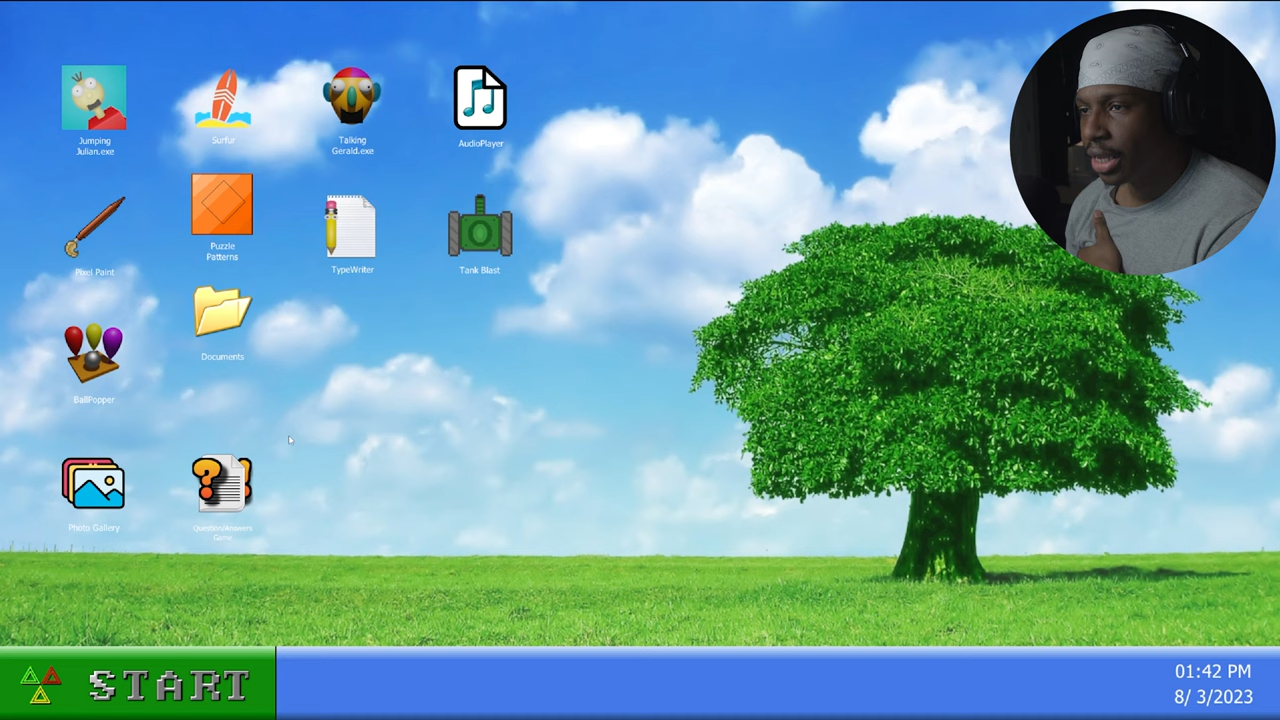 Jumping
Julian.exe
Surfur
Talking
Gerald.exe
AudioPlayer
Pixel Paint
Puzzle
Patterns
TypeWriter
Tank Blast
BallPopper
Documents
Photo Gallery
Question/Answers
Game
START
01:42 PM
8/ 3/2023